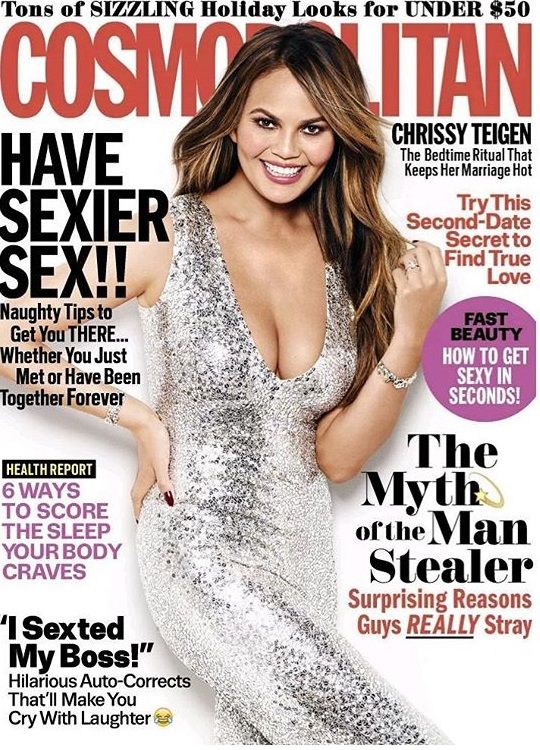 Tons of SIZZLING Holiday Looks for UNDER $50
COSMOPOLITAN
HAVE
SEXIER
SEX!!
Naughty Tips to
Get You THERE...
Whether You Just
Met or Have Been
Together Forever
CHRISSY TEIGEN
The Bedtime Ritual That
Keeps Her Marriage Hot
Try This
Second-Date
Secret to
Find True
Love
FAST
BEAUTY
HOW TO GET
SEXY IN
SECONDS!
HEALTH REPORT
6 WAYS
TO SCORE
THE SLEEP
YOUR BODY
CRAVES
The
Myth
of the Man
Stealer
Surprising Reasons
Guys REALLY Stray
"I Sexted
My Boss!"
Hilarious Auto-Corrects
That'll Make You
Cry With Laughter 😂